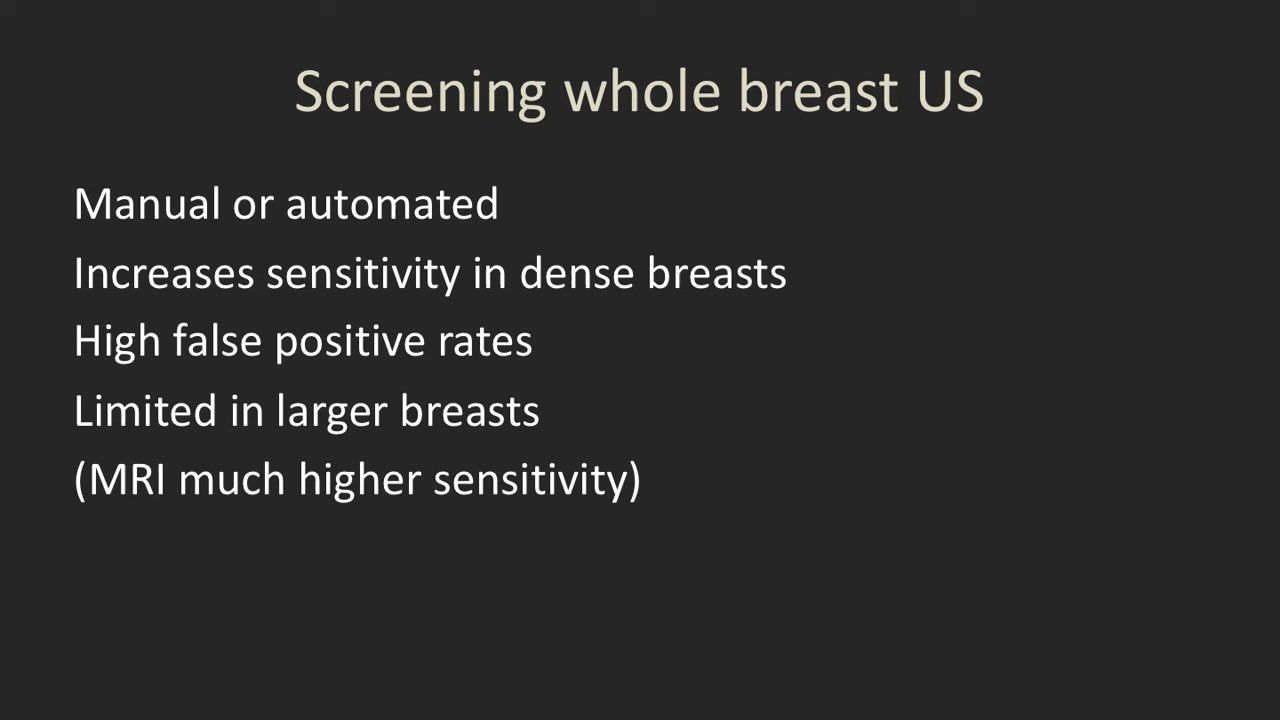 Screening whole breast US
Manual or automated
Increases sensitivity in dense breasts
High false positive rates
Limited in larger breasts
(MRI much higher sensitivity)